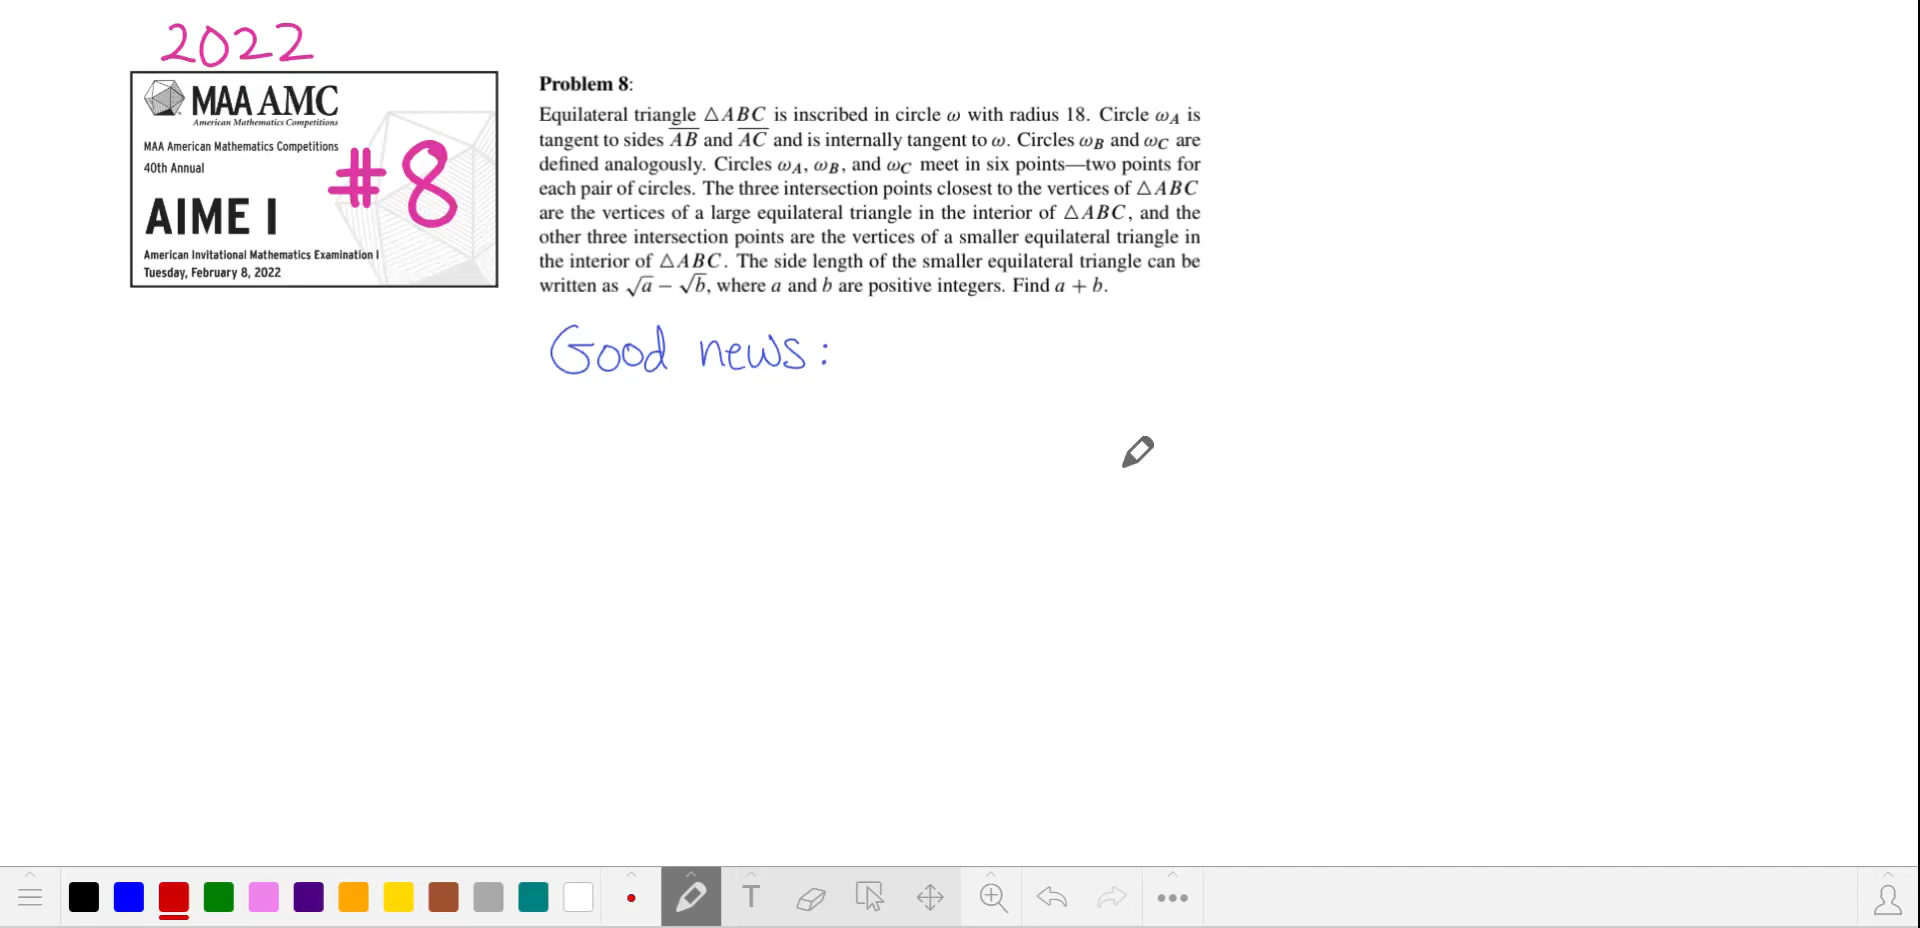 2022
MAA AMC
American Mathematics Competitions
MAA American Mathematics Competitions
40th Annual
#8
AIME I
American Invitational Mathematics Examination I
Tuesday, February 8, 2022
Problem 8:
Equilateral triangle △ABC is inscribed in circle ω with radius 18. Circle ω_A is
tangent to sides \overline{AB} and \overline{AC} and is internally tangent to ω. Circles ω_B and ω_C are
defined analogously. Circles ω_A, ω_B, and ω_C meet in six points—two points for
each pair of circles. The three intersection points closest to the vertices of △ABC
are the vertices of a large equilateral triangle in the interior of △ABC, and the
other three intersection points are the vertices of a smaller equilateral triangle in
the interior of △ABC. The side length of the smaller equilateral triangle can be
written as √a − √b, where a and b are positive integers. Find a + b.
Good news:
T